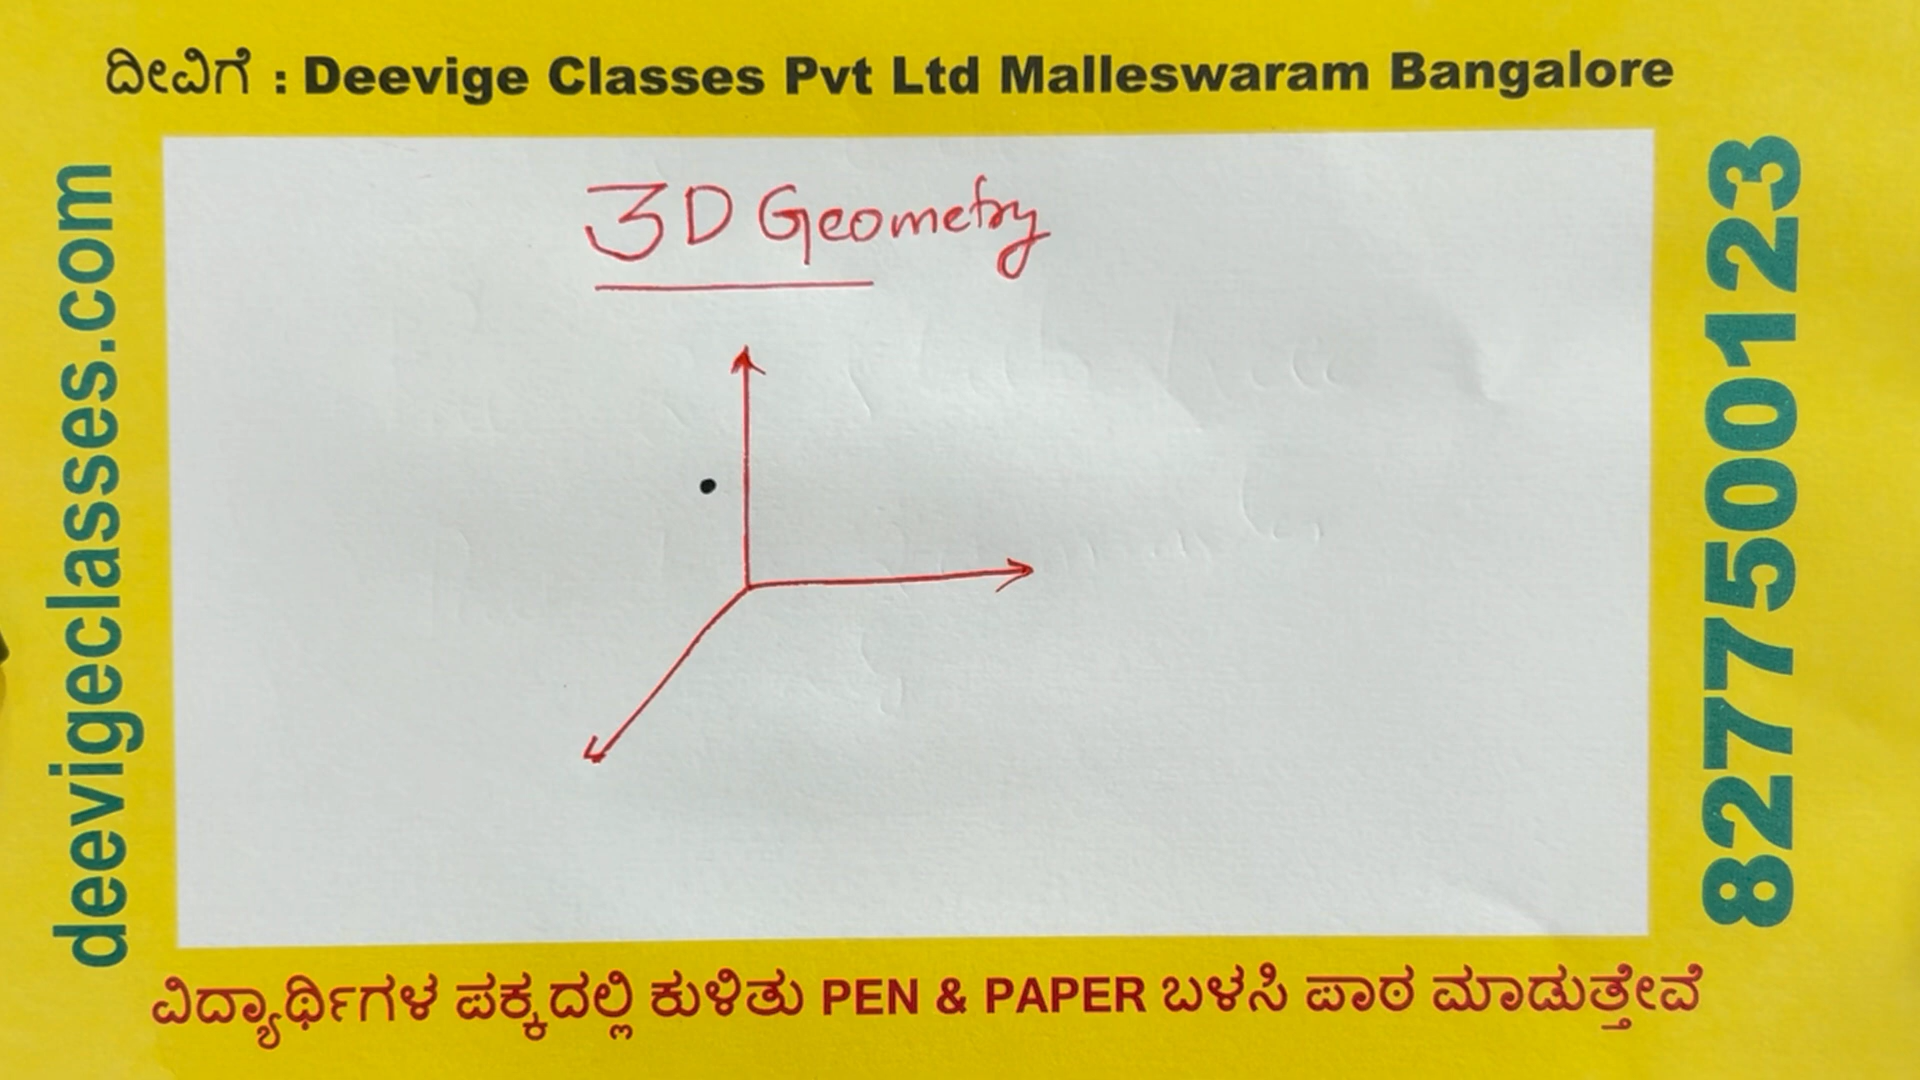 ದೀವಿಗೆ : Deevige Classes Pvt Ltd Malleswaram Bangalore
deevigeclasses.com
3D Geometry
8277500123
ವಿದ್ಯಾರ್ಥಿಗಳ ಪಕ್ಕದಲ್ಲಿ ಕುಳಿತು PEN & PAPER ಬಳಸಿ ಪಾಠ ಮಾಡುತ್ತೇವೆ